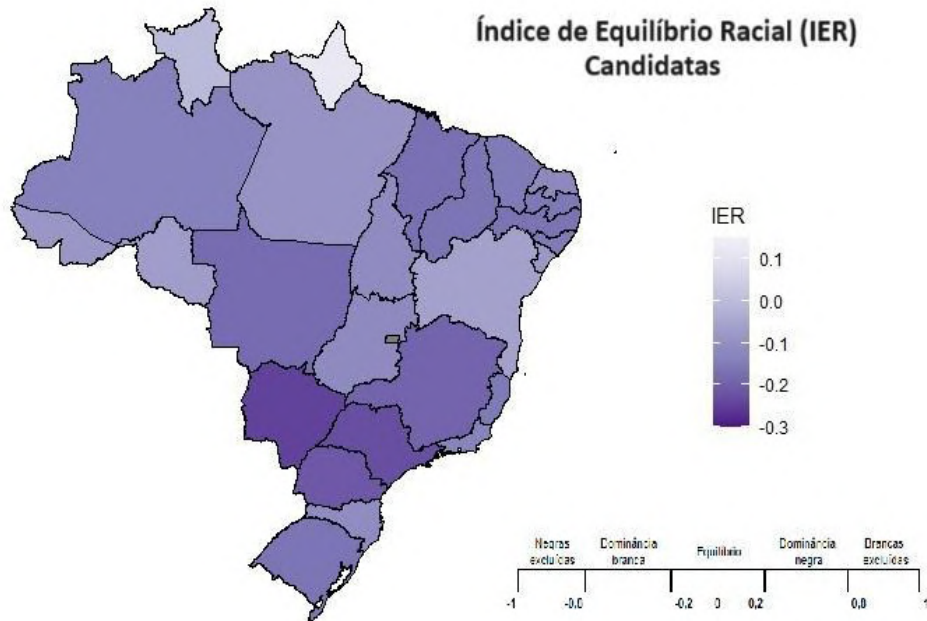 Índice de Equilíbrio Racial (IER)
Candidatas
IER
0.1
0.0
-0.1
-0.2
-0.3
Negras
excluídas
Dominância
branca
Equilíbrio
Dominância
negra
Brancas
excluídas
-1
-0,2
0
0,2
1